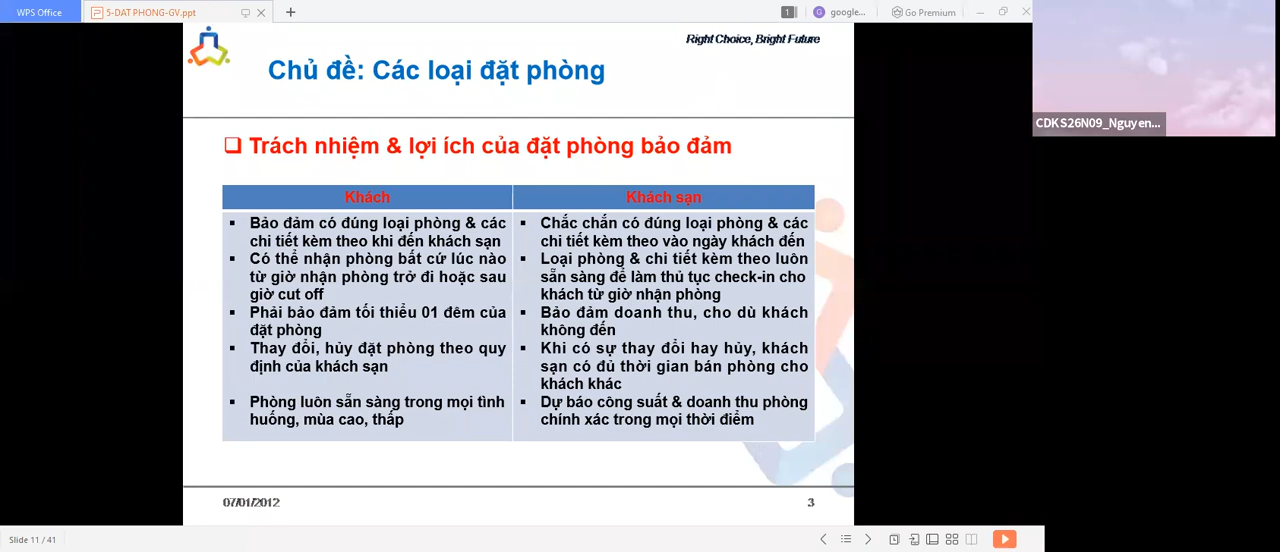 WPS Office
5-DAT PHONG-GV.ppt
1
G
google...
Go Premium
Right Choice, Bright Future
Chủ đề: Các loại đặt phòng
CDKS26N09_Nguyen...
Trách nhiệm & lợi ích của đặt phòng bảo đảm
Khách
Bảo đảm có đúng loại phòng & các
chi tiết kèm theo khi đến khách sạn
Có thể nhận phòng bất cứ lúc nào
từ giờ nhận phòng trở đi hoặc sau
giờ cut off
Phải bảo đảm tối thiểu 01 đêm của
đặt phòng
Thay đổi, hủy đặt phòng theo quy
định của khách sạn
Phòng luôn sẵn sàng trong mọi tình
huống, mùa cao, thấp
Khách sạn
Chắc chắn có đúng loại phòng & các
chi tiết kèm theo vào ngày khách đến
Loại phòng & chi tiết kèm theo luôn
sẵn sàng để làm thủ tục check-in cho
khách từ giờ nhận phòng
Bảo đảm doanh thu, cho dù khách
không đến
Khi có sự thay đổi hay hủy, khách
sạn có đủ thời gian bán phòng cho
khách khác
Dự báo công suất & doanh thu phòng
chính xác trong mọi thời điểm
07/01/2012
3
Slide 11 / 41